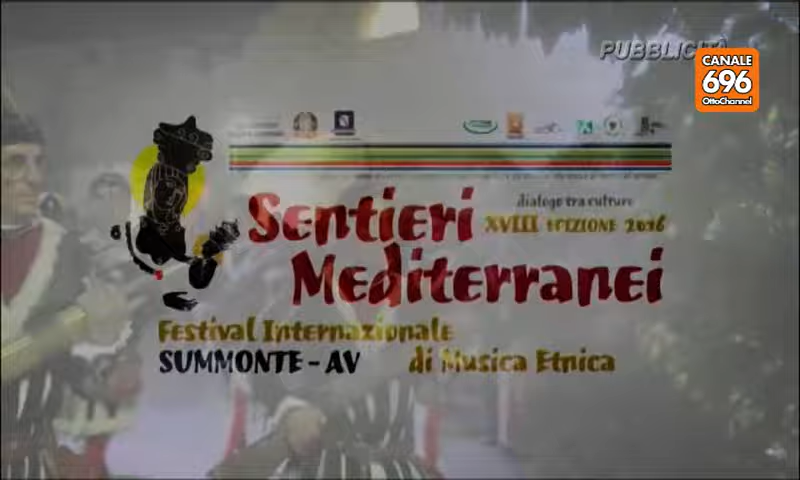 PUBBLICITÀ
CANALE
696
OttoChannel
dialogo tra culture
Sentieri
XVIII EDIZIONE 2016
Mediterranei
Festival Internazionale
SUMMONTE - AV
di Musica Etnica